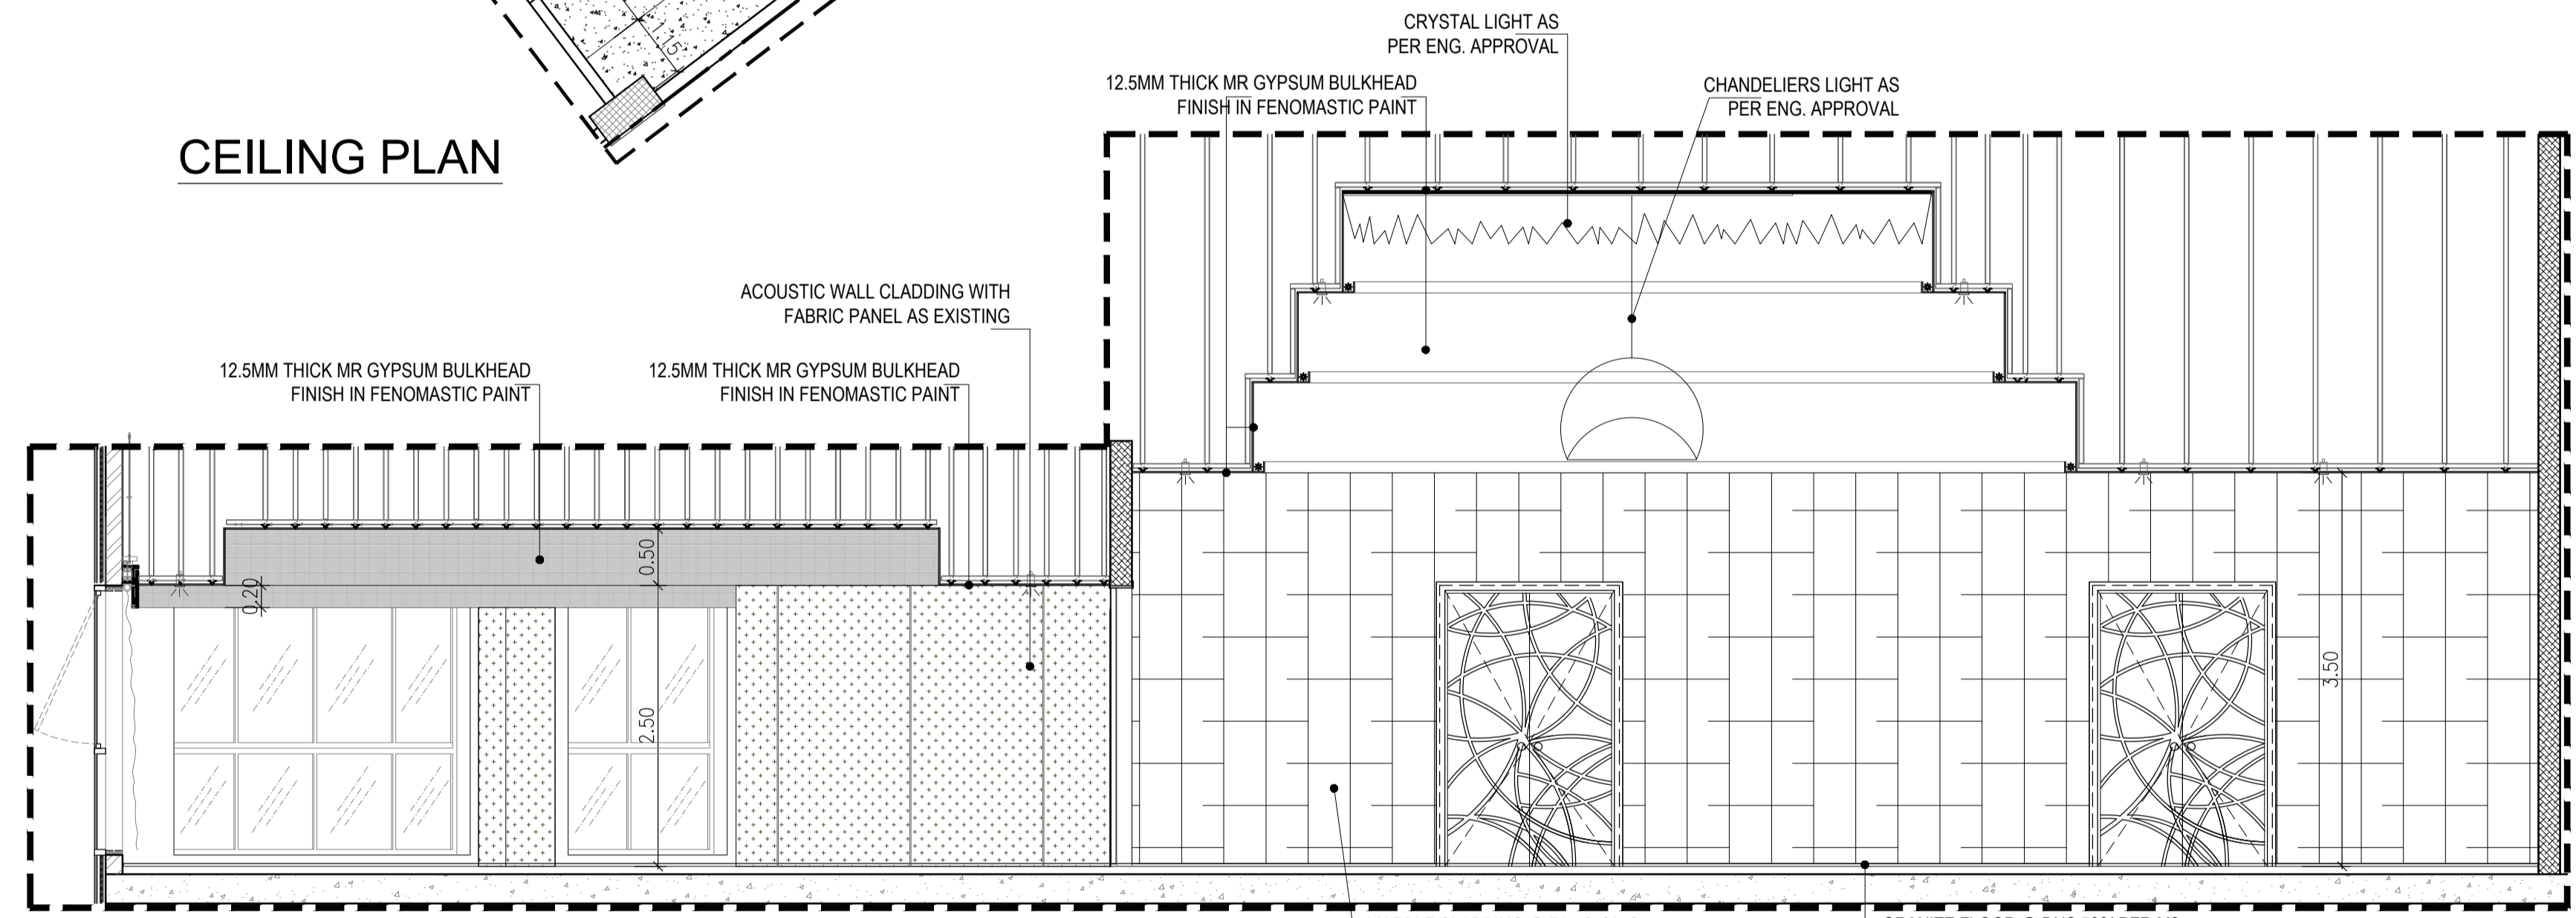 CRYSTAL LIGHT AS
PER ENG. APPROVAL
12.5MM THICK MR GYPSUM BULKHEAD
FINISH IN FENOMASTIC PAINT
CHANDELIERS LIGHT AS
PER ENG. APPROVAL
CEILING PLAN
ACOUSTIC WALL CLADDING WITH
FABRIC PANEL AS EXISTING
12.5MM THICK MR GYPSUM BULKHEAD
FINISH IN FENOMASTIC PAINT
12.5MM THICK MR GYPSUM BULKHEAD
FINISH IN FENOMASTIC PAINT
0.50
0.20
2.50
3.50